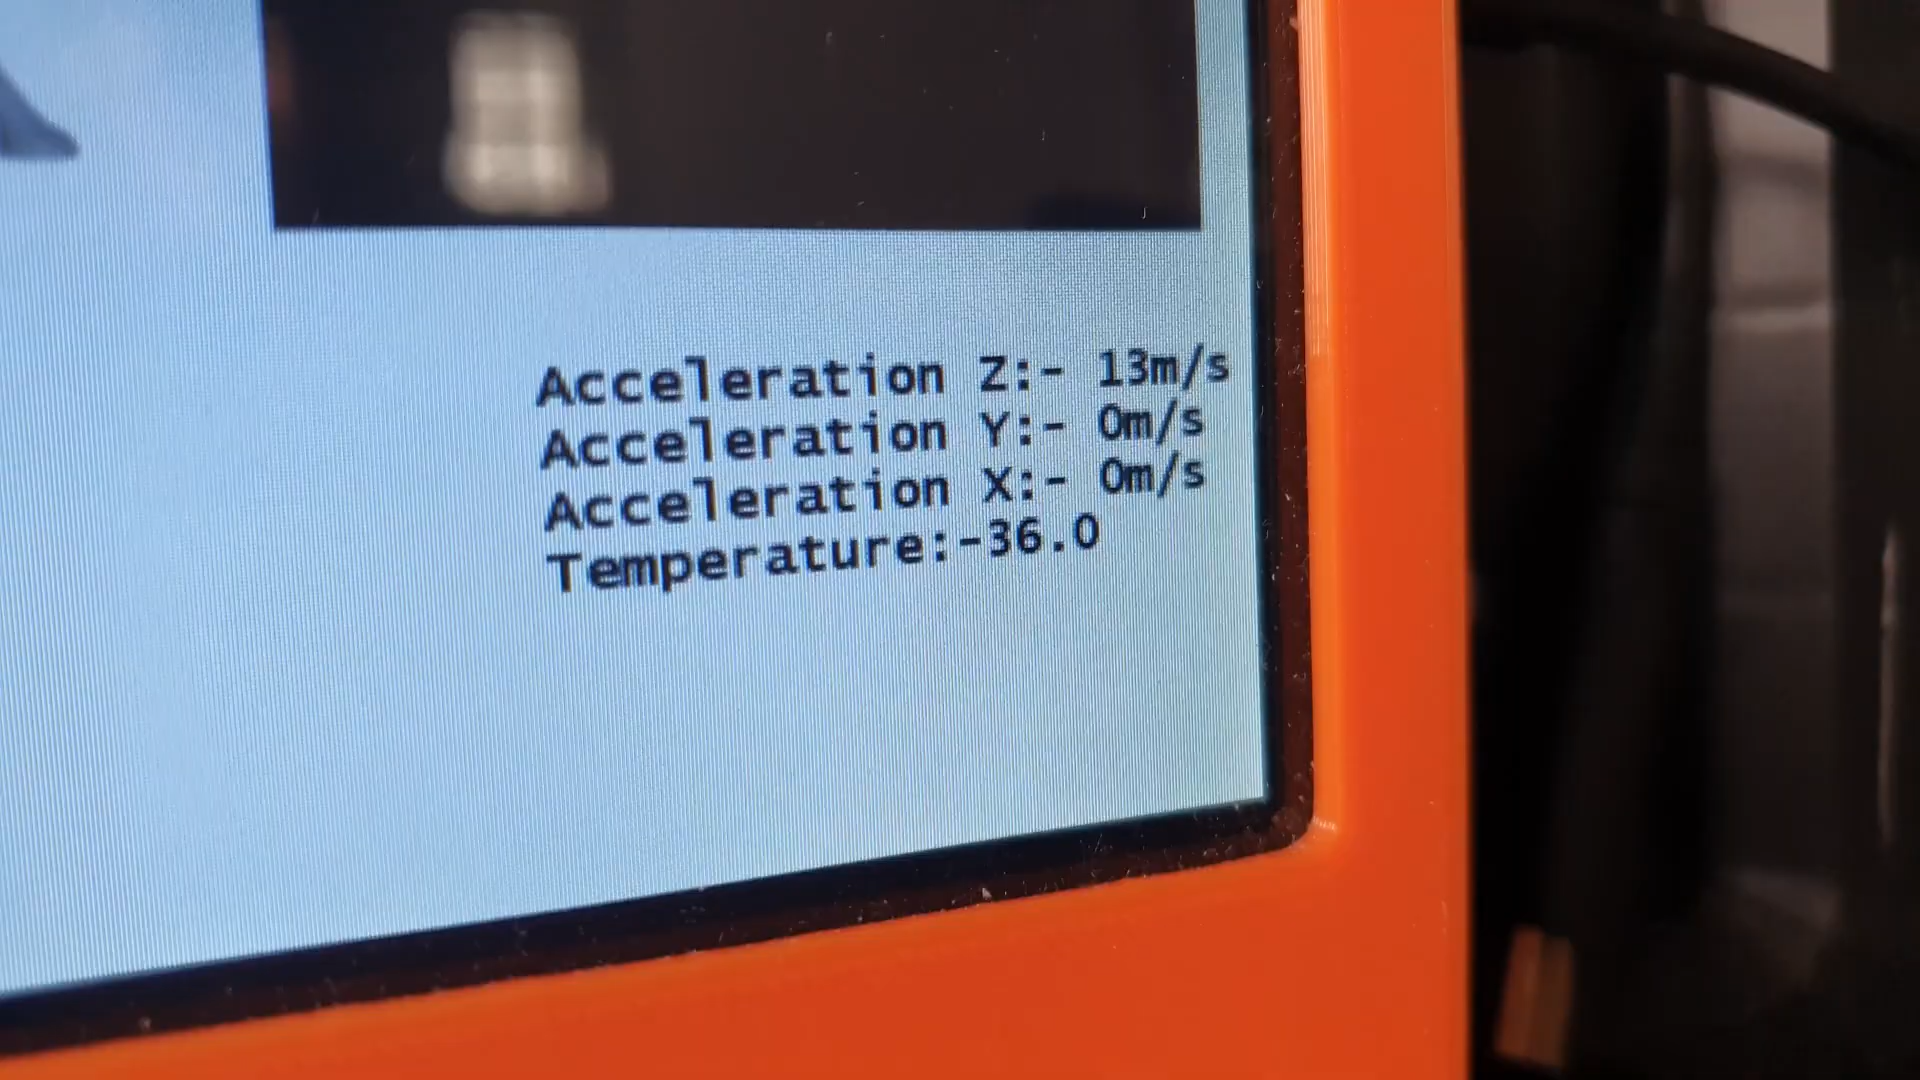 Acceleration Z:- 13m/s
Acceleration Y:- 0m/s
Acceleration X:- 0m/s
Temperature:-36.0